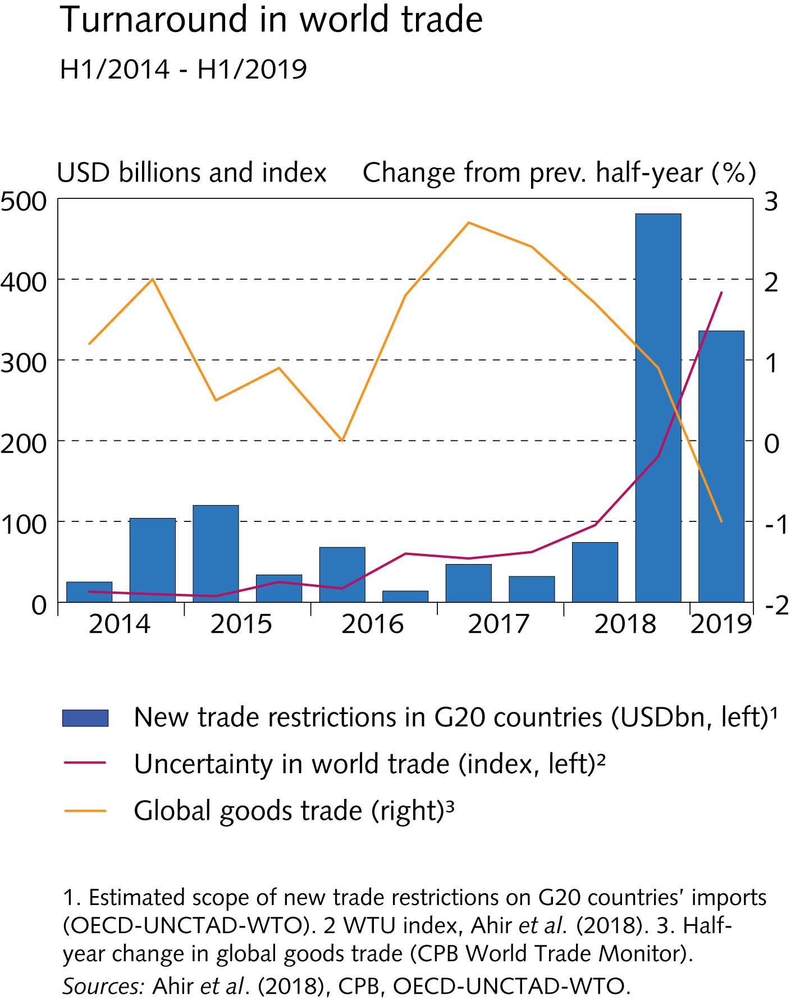 Turnaround in world trade
H1/2014 - H1/2019
USD billions and index Change from prev. half-year (%)
500 3
400 2
300 1
200 0
100 -1
0 -2
2014 2015 2016 2017 2018 2019
New trade restrictions in G20 countries (USDbn, left)¹
Uncertainty in world trade (index, left)²
Global goods trade (right)³
1. Estimated scope of new trade restrictions on G20 countries’ imports
(OECD-UNCTAD-WTO). 2 WTU index, Ahir et al. (2018). 3. Half-
year change in global goods trade (CPB World Trade Monitor).
Sources: Ahir et al. (2018), CPB, OECD-UNCTAD-WTO.